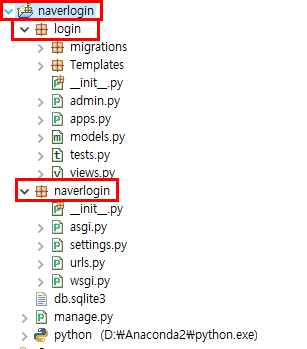 naverlogin
login
migrations
Templates
__init__.py
admin.py
apps.py
models.py
tests.py
views.py
naverlogin
__init__.py
asgi.py
settings.py
urls.py
wsgi.py
db.sqlite3
manage.py
python (D:₩Anaconda2₩python.exe)